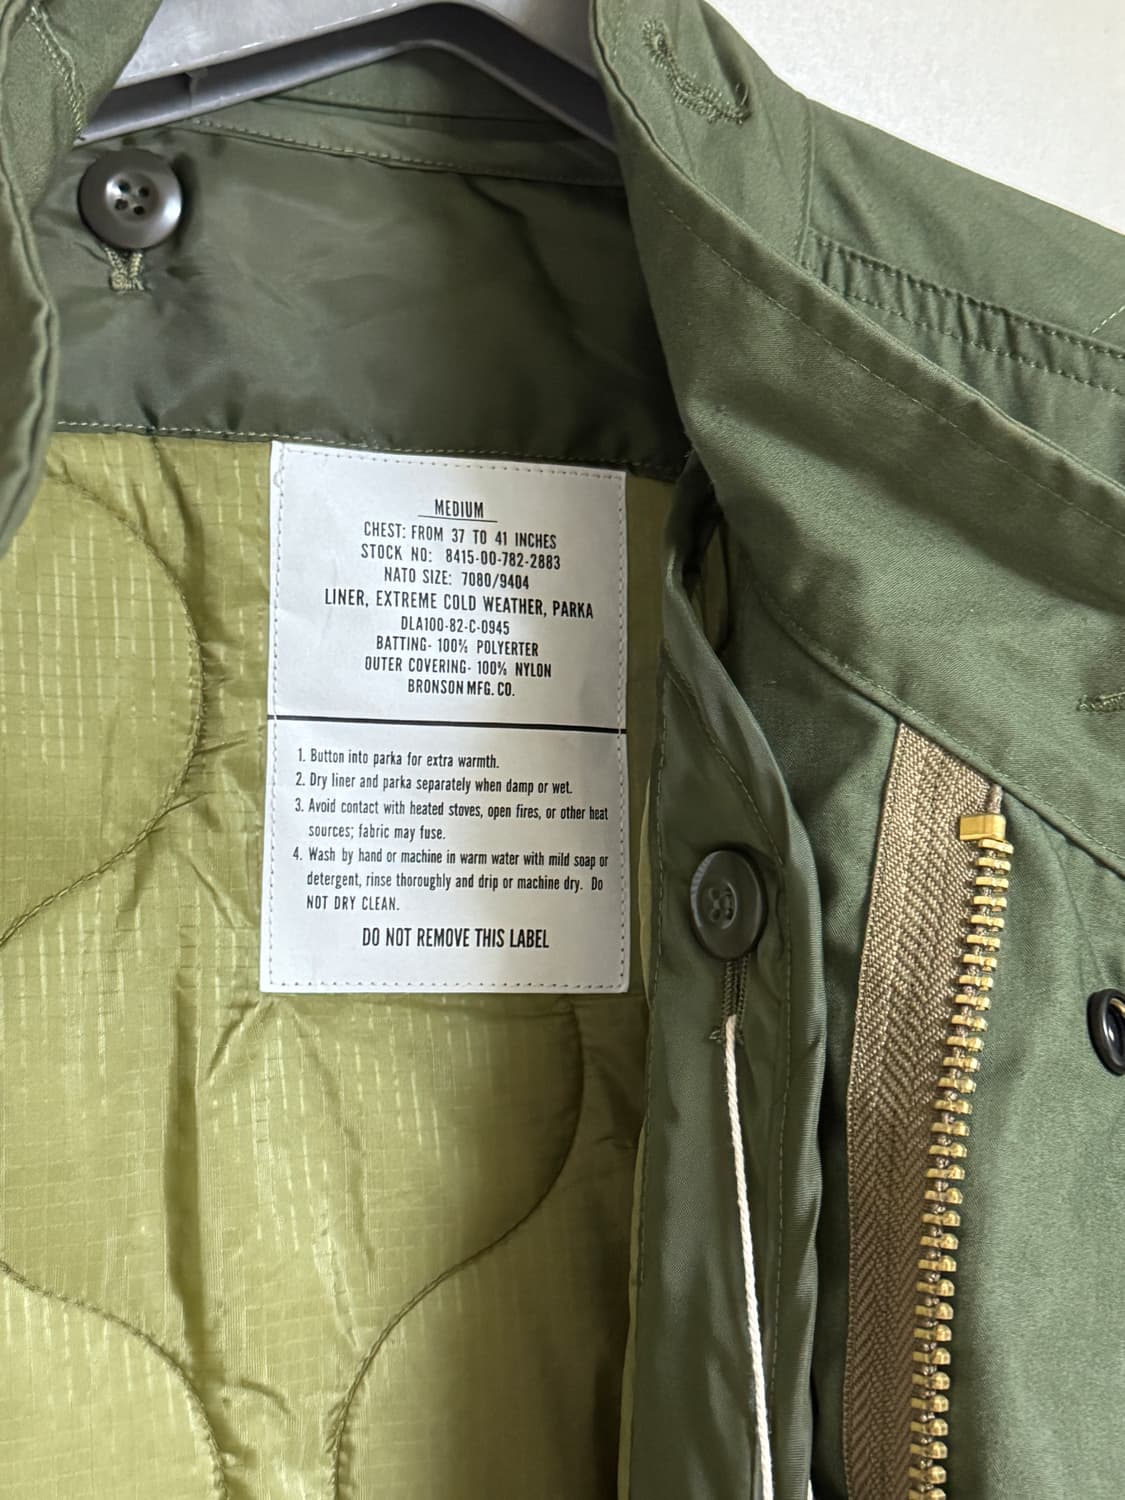 MEDIUM
CHEST: FROM 37 TO 41 INCHES
STOCK NO: 8415-00-782-2883
NATO SIZE: 7080/9404
LINER, EXTREME COLD WEATHER, PARKA
DLA100-82-C-0945
BATTING- 100% POLYERTER
OUTER COVERING- 100% NYLON
BRONSON MFG. CO.
1. Button into parka for extra warmth.
2. Dry liner and parka separately when damp or wet.
3. Avoid contact with heated stoves, open fires, or other heat
sources; fabric may fuse.
4. Wash by hand or machine in warm water with mild soap or
detergent, rinse thoroughly and drip or machine dry. Do
NOT DRY CLEAN.
DO NOT REMOVE THIS LABEL